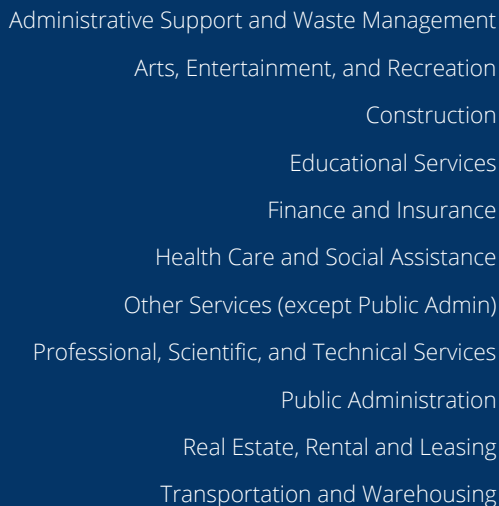 Administrative Support and Waste Management
Arts, Entertainment, and Recreation
Construction
Educational Services
Finance and Insurance
Health Care and Social Assistance
Other Services (except Public Admin)
Professional, Scientific, and Technical Services
Public Administration
Real Estate, Rental and Leasing
Transportation and Warehousing